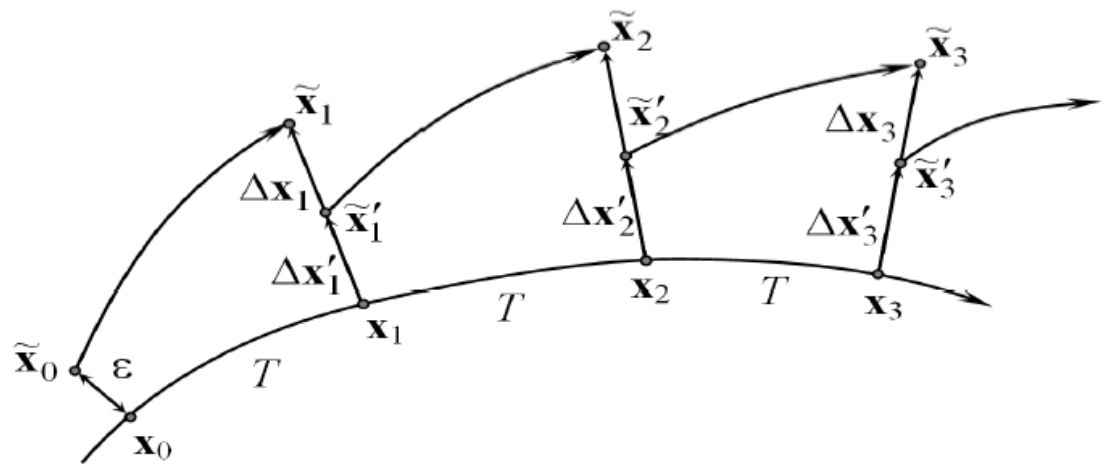 x̃₀
ε
x₀
T
x̃₁
Δx₁
x̃′₁
Δx′₁
x₁
T
x̃₂
x̃′₂
Δx′₂
x₂
T
x̃₃
Δx₃
x̃′₃
Δx′₃
x₃